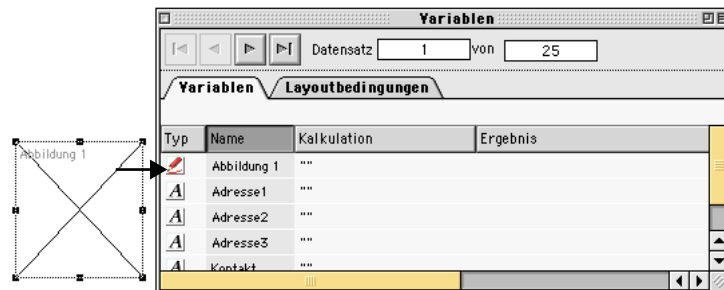 Variablen
Datensatz 1 von 25
Variablen Layoutbedingungen
Typ Name Kalkulation Ergebnis
Abbildung 1
Abbildung 1 ""
A Adresse1 ""
A Adresse2 ""
A Adresse3 ""
A Kontakt ""